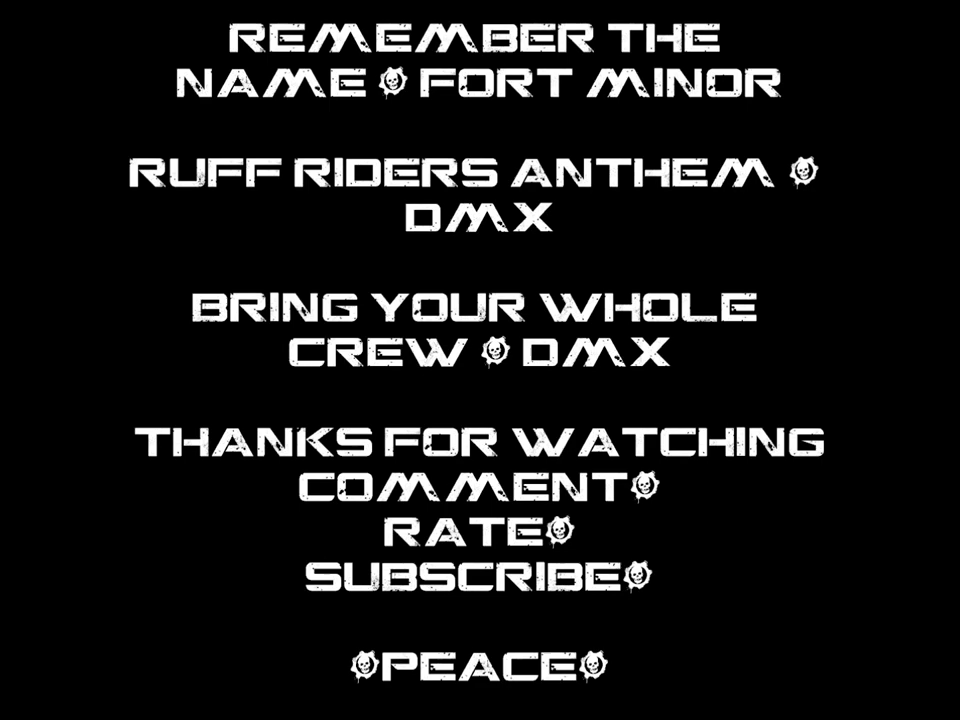 REMEMBER THE
NAME FORT MINOR
RUFF RIDERS ANTHEM
DMX
BRING YOUR WHOLE
CREW DMX
THANKS FOR WATCHING
COMMENT
RATE
SUBSCRIBE
PEACE